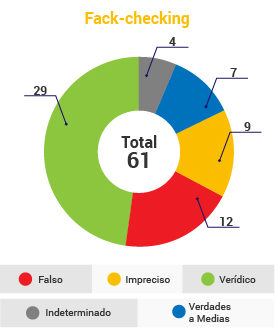 Fack-checking
4
29
7
Total
61
9
12
Falso
Impreciso
Verídico
Indeterminado
Verdades
a Medias